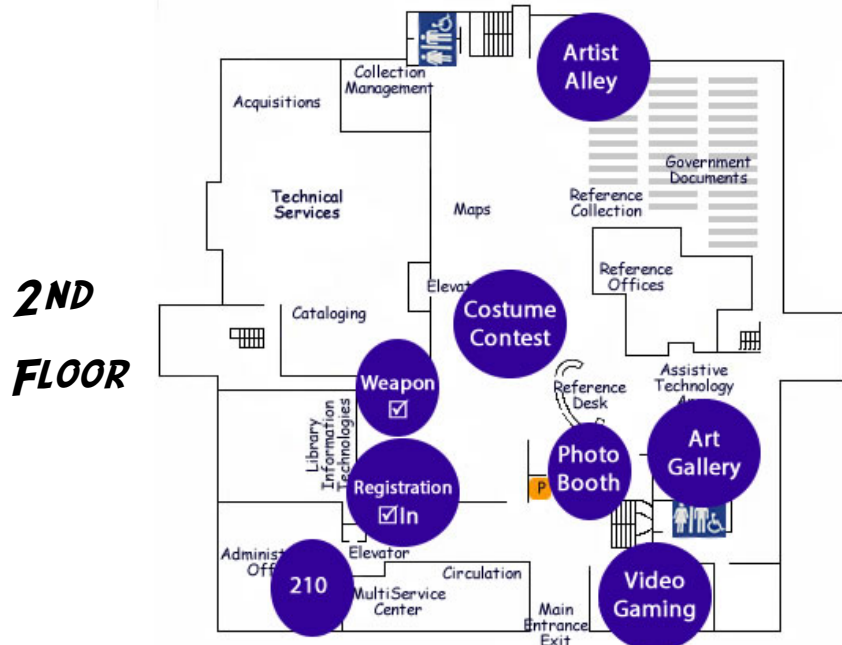 Artist
Alley
Collection
Management
Acquisitions
Government
Documents
Technical
Services
Reference
Collection
Maps
Reference
Offices
2ND
FLOOR
Costume
Contest
Cataloging
Weapon
☑
Reference
Desk
Assistive
Technology
Library
Information
Technologies
Art
Gallery
Photo
Booth
P
Registration
☑In
Elevator
210
Circulation
MultiService
Center
Video
Gaming
Main
Entrance
Exit